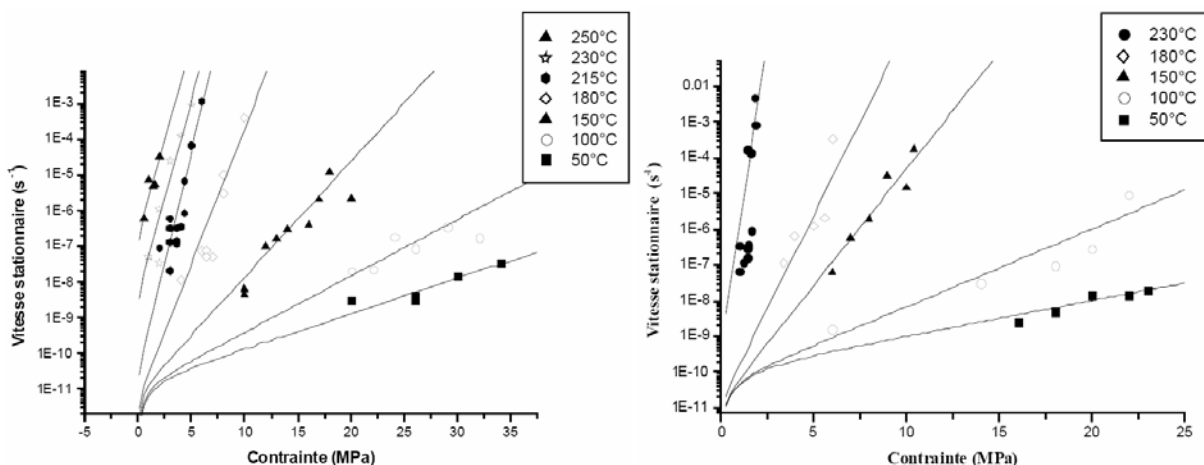 250°C
230°C
215°C
180°C
150°C
100°C
50°C
Vitesse stationnaire (s⁻¹)
1E-3
1E-4
1E-5
1E-6
1E-7
1E-8
1E-9
1E-10
1E-11
-5 0 5 10 15 20 25 30 35
Contrainte (MPa)
230°C
180°C
150°C
100°C
50°C
Vitesse stationnaire (s⁻¹)
0.01
1E-3
1E-4
1E-5
1E-6
1E-7
1E-8
1E-9
1E-10
1E-11
0 5 10 15 20 25
Contrainte (MPa)